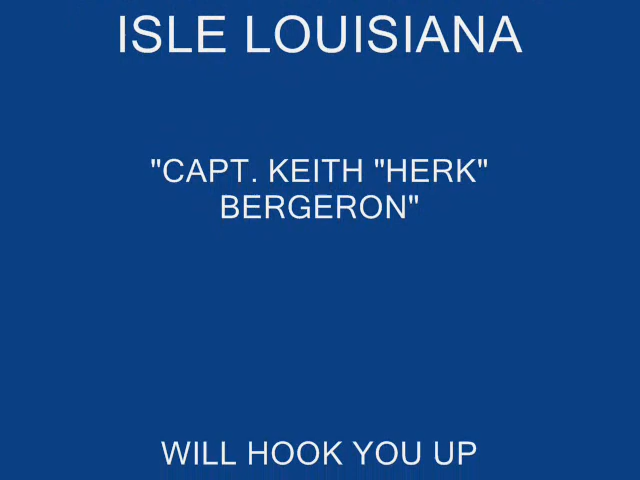 ISLE LOUISIANA
"CAPT. KEITH "HERK"
BERGERON"
WILL HOOK YOU UP